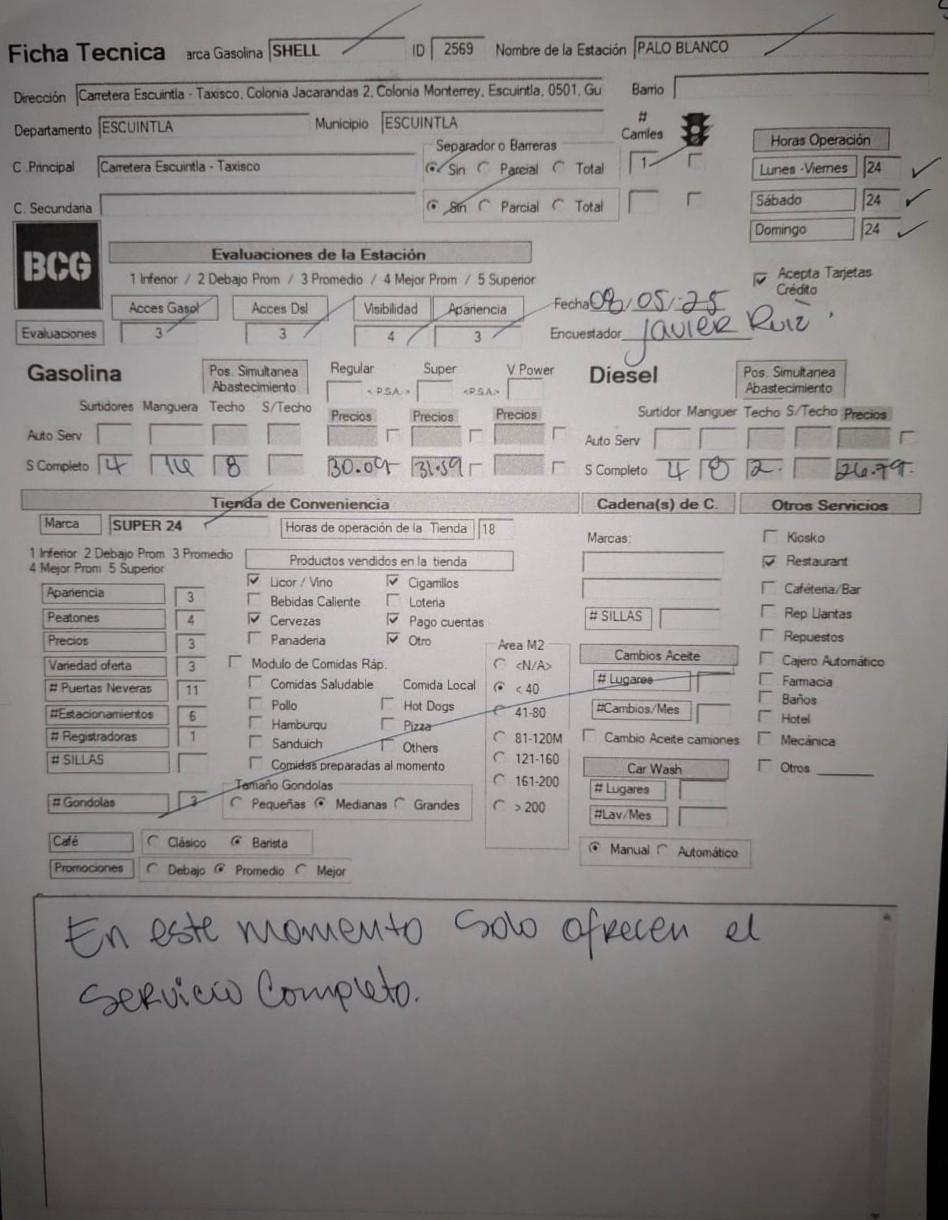 Ficha Tecnica arca Gasolina SHELL ID 2569 Nombre de la Estación PALO BLANCO
Dirección Carretera Escuintla - Taxisco, Colonia Jacarandas 2, Colonia Monterrey, Escuintla, 0501, Gu Barrio
Departamento ESCUINTLA Municipio ESCUINTLA # Carriles
Separador o Barreras Horas Operación
C .Principal Carretera Escuintla - Taxisco Sin Parcial Total 1 Lunes -Viernes 24
C. Secundaria Sin Parcial Total Sábado 24
Domingo 24
BCG Evaluaciones de la Estación
1 Inferior / 2 Debajo Prom / 3 Promedio / 4 Mejor Prom / 5 Superior Acepta Tarjetas Crédito
Acces Gasol Acces Dsl Visibilidad Apariencia Fecha 08/05/25
Evaluaciones 3 3 4 3 Encuestador Javier Ruiz
Gasolina Pos. Simultanea Abastecimiento Regular Super V Power Diesel Pos. Simultanea Abastecimiento
< P.S.A. > <P.S.A.>
Surtidores Manguera Techo S/Techo Precios Precios Precios Surtidor Manguer Techo S/Techo Precios
Auto Serv Auto Serv
S Completo 4 8 30.09 31.59 S Completo 4 8 2. 26.79.
Tienda de Conveniencia Cadena(s) de C. Otros Servicios
Marca SUPER 24 Horas de operación de la Tienda 18 Marcas: Kiosko
1 Inferior 2 Debajo Prom 3 Promedio
4 Mejor Prom 5 Superior Productos vendidos en la tienda Restaurant
Apariencia 3 Licor / Vino Cigarrillos Cafétería/Bar
Peatones 4 Bebidas Caliente Loteria # SILLAS Rep Llantas
Precios 3 Cervezas Pago cuentas Repuestos
Variedad oferta 3 Panaderia Otro Area M2 Cambios Aceite Cajero Automático
# Puertas Neveras 11 Modulo de Comidas Ráp. <N/A> # Lugares Farmacia
#Estacionamientos 6 Comidas Saludable Comida Local < 40 #Cambios/Mes Baños
# Registradoras 1 Pollo Hot Dogs 41-80 Hotel
# SILLAS Hamburqu Pizza 81-120M Cambio Aceite camiones Mecánica
Sanduich Others 121-160 Car Wash Otros
Comidas preparadas al momento 161-200 # Lugares
# Gondolas Tamaño Gondolas > 200 #Lav/Mes
Pequeñas Medianas Grandes
Café Clásico Barista Manual Automático
Promociones Debajo Promedio Mejor
En este momento solo ofrecen el
servicio Completo.